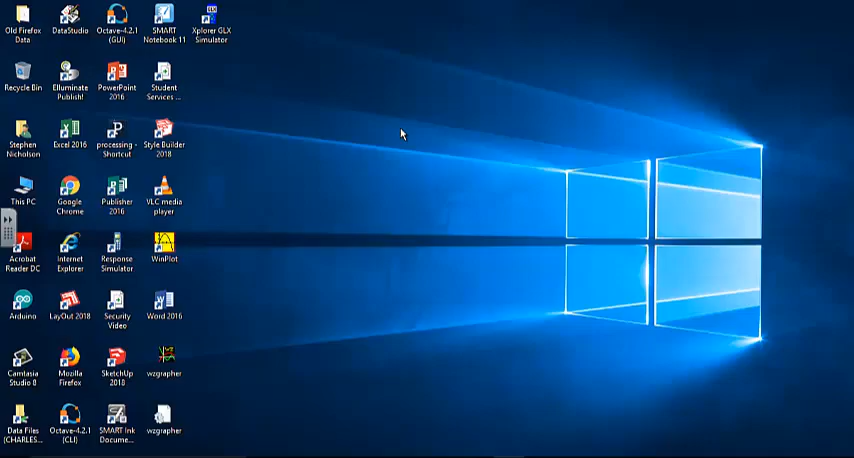 Old Firefox
Data
DataStudio
Octave-4.2.1
(GUI)
SMART
Notebook 11
GLX
Xplorer GLX
Simulator
Recycle Bin
Elluminate
Publish!
PowerPoint
2016
Student
Services ...
Stephen
Nicholson
Excel 2016
processing -
Shortcut
Style Builder
2018
This PC
Google
Chrome
Publisher
2016
VLC media
player
Acrobat
Reader DC
Internet
Explorer
Response
Simulator
WinPlot
Arduino
LayOut 2018
Security
Video
Word 2016
Camtasia
Studio 8
Mozilla
Firefox
SketchUp
2018
wzgrapher
Data Files
(CHARLES...
Octave-4.2.1
(CLI)
SMART Ink
Docume...
wzgrapher